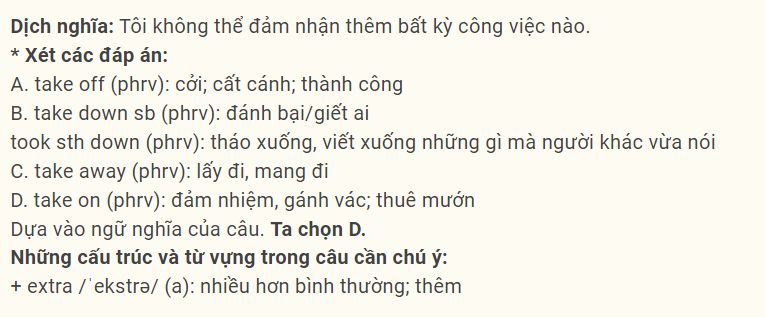 Dịch nghĩa: Tôi không thể đảm nhận thêm bất kỳ công việc nào.
* Xét các đáp án:
A. take off (phrv): cởi; cất cánh; thành công
B. take down sb (phrv): đánh bại/giết ai
took sth down (phrv): tháo xuống, viết xuống những gì mà người khác vừa nói
C. take away (phrv): lấy đi, mang đi
D. take on (phrv): đảm nhiệm, gánh vác; thuê mướn
Dựa vào ngữ nghĩa của câu. Ta chọn D.
Những cấu trúc và từ vựng trong câu cần chú ý:
+ extra /ˈekstrə/ (a): nhiều hơn bình thường; thêm